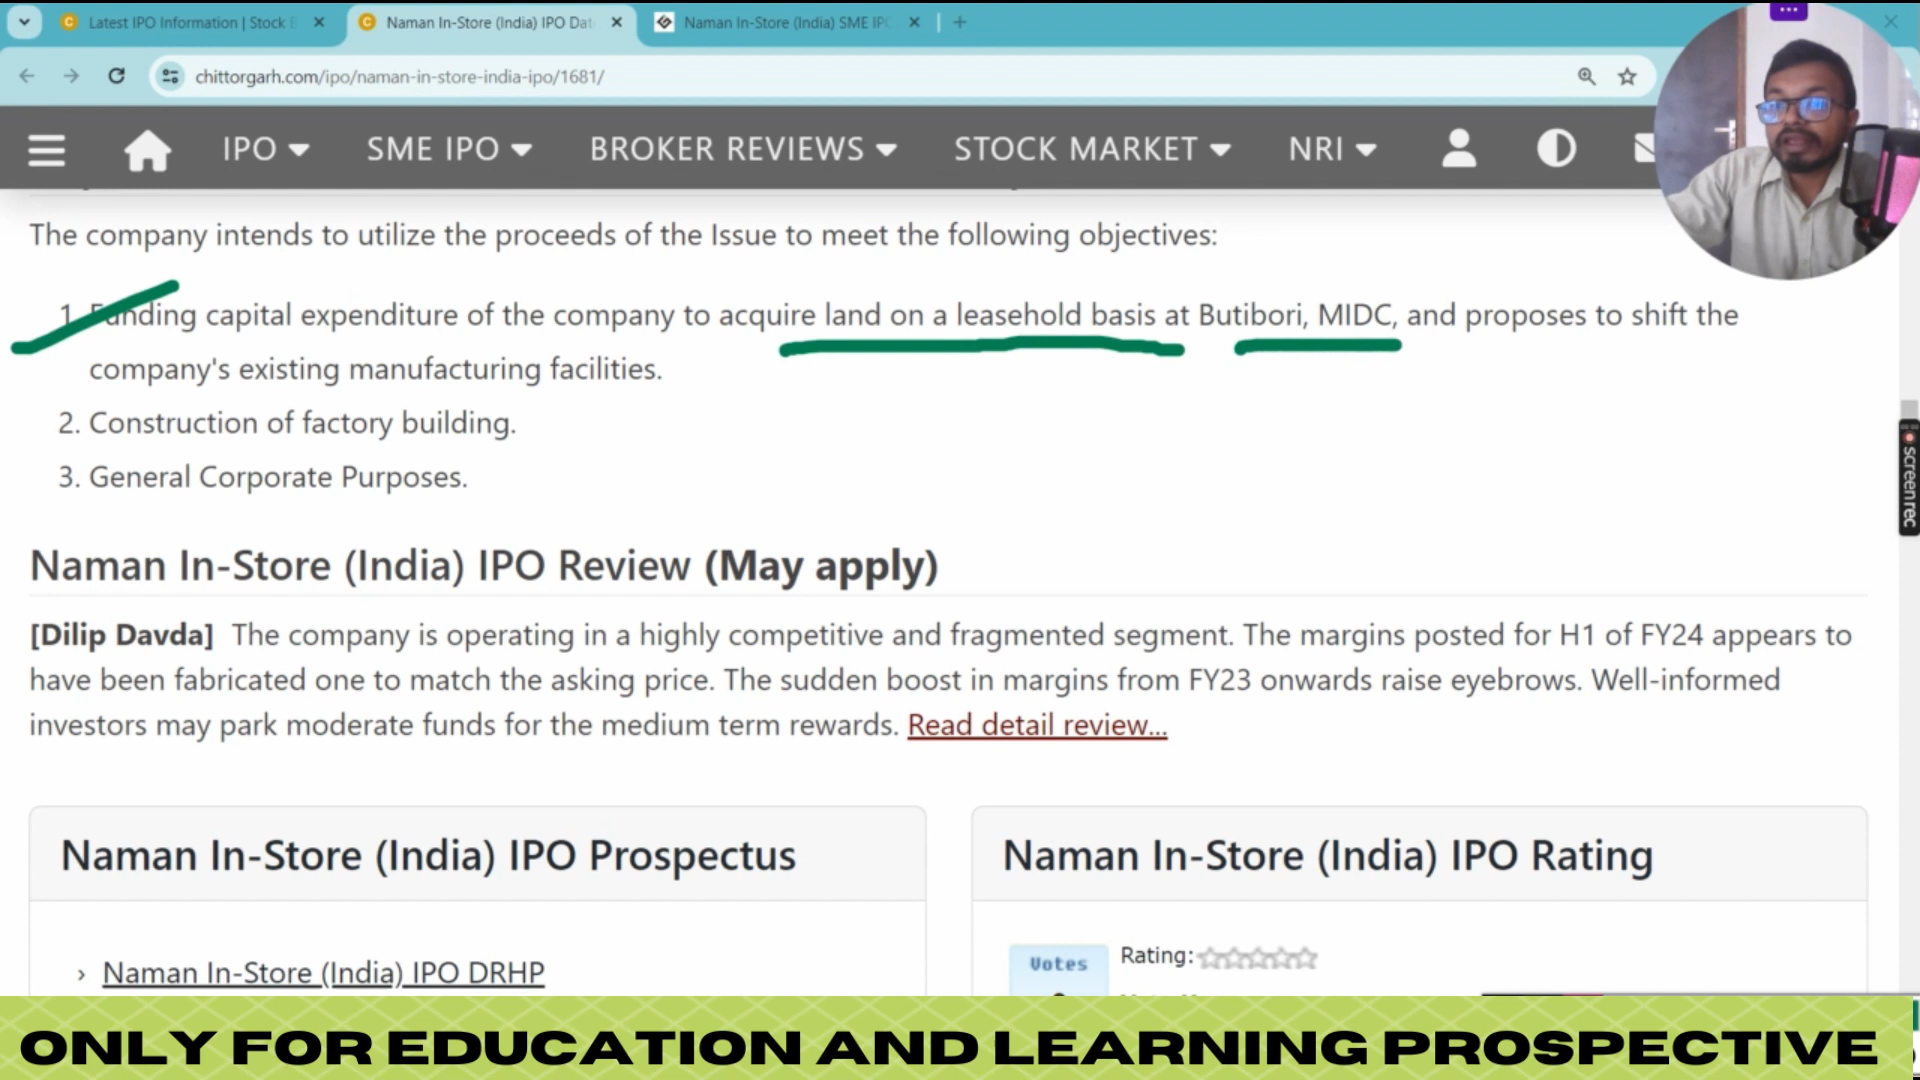 Latest IPO Information | Stock
Naman In-Store (India) IPO Dat
Naman In-Store (India) SME IPO
chittorgarh.com/ipo/naman-in-store-india-ipo/1681/
IPO
SME IPO
BROKER REVIEWS
STOCK MARKET
NRI
The company intends to utilize the proceeds of the Issue to meet the following objectives:
1. Funding capital expenditure of the company to acquire land on a leasehold basis at Butibori, MIDC, and proposes to shift the
company's existing manufacturing facilities.
2. Construction of factory building.
3. General Corporate Purposes.
Naman In-Store (India) IPO Review (May apply)
[Dilip Davda] The company is operating in a highly competitive and fragmented segment. The margins posted for H1 of FY24 appears to
have been fabricated one to match the asking price. The sudden boost in margins from FY23 onwards raise eyebrows. Well-informed
investors may park moderate funds for the medium term rewards. Read detail review...
Naman In-Store (India) IPO Prospectus
› Naman In-Store (India) IPO DRHP
Naman In-Store (India) IPO Rating
Votes
Rating:
screenrec
ONLY FOR EDUCATION AND LEARNING PROSPECTIVE